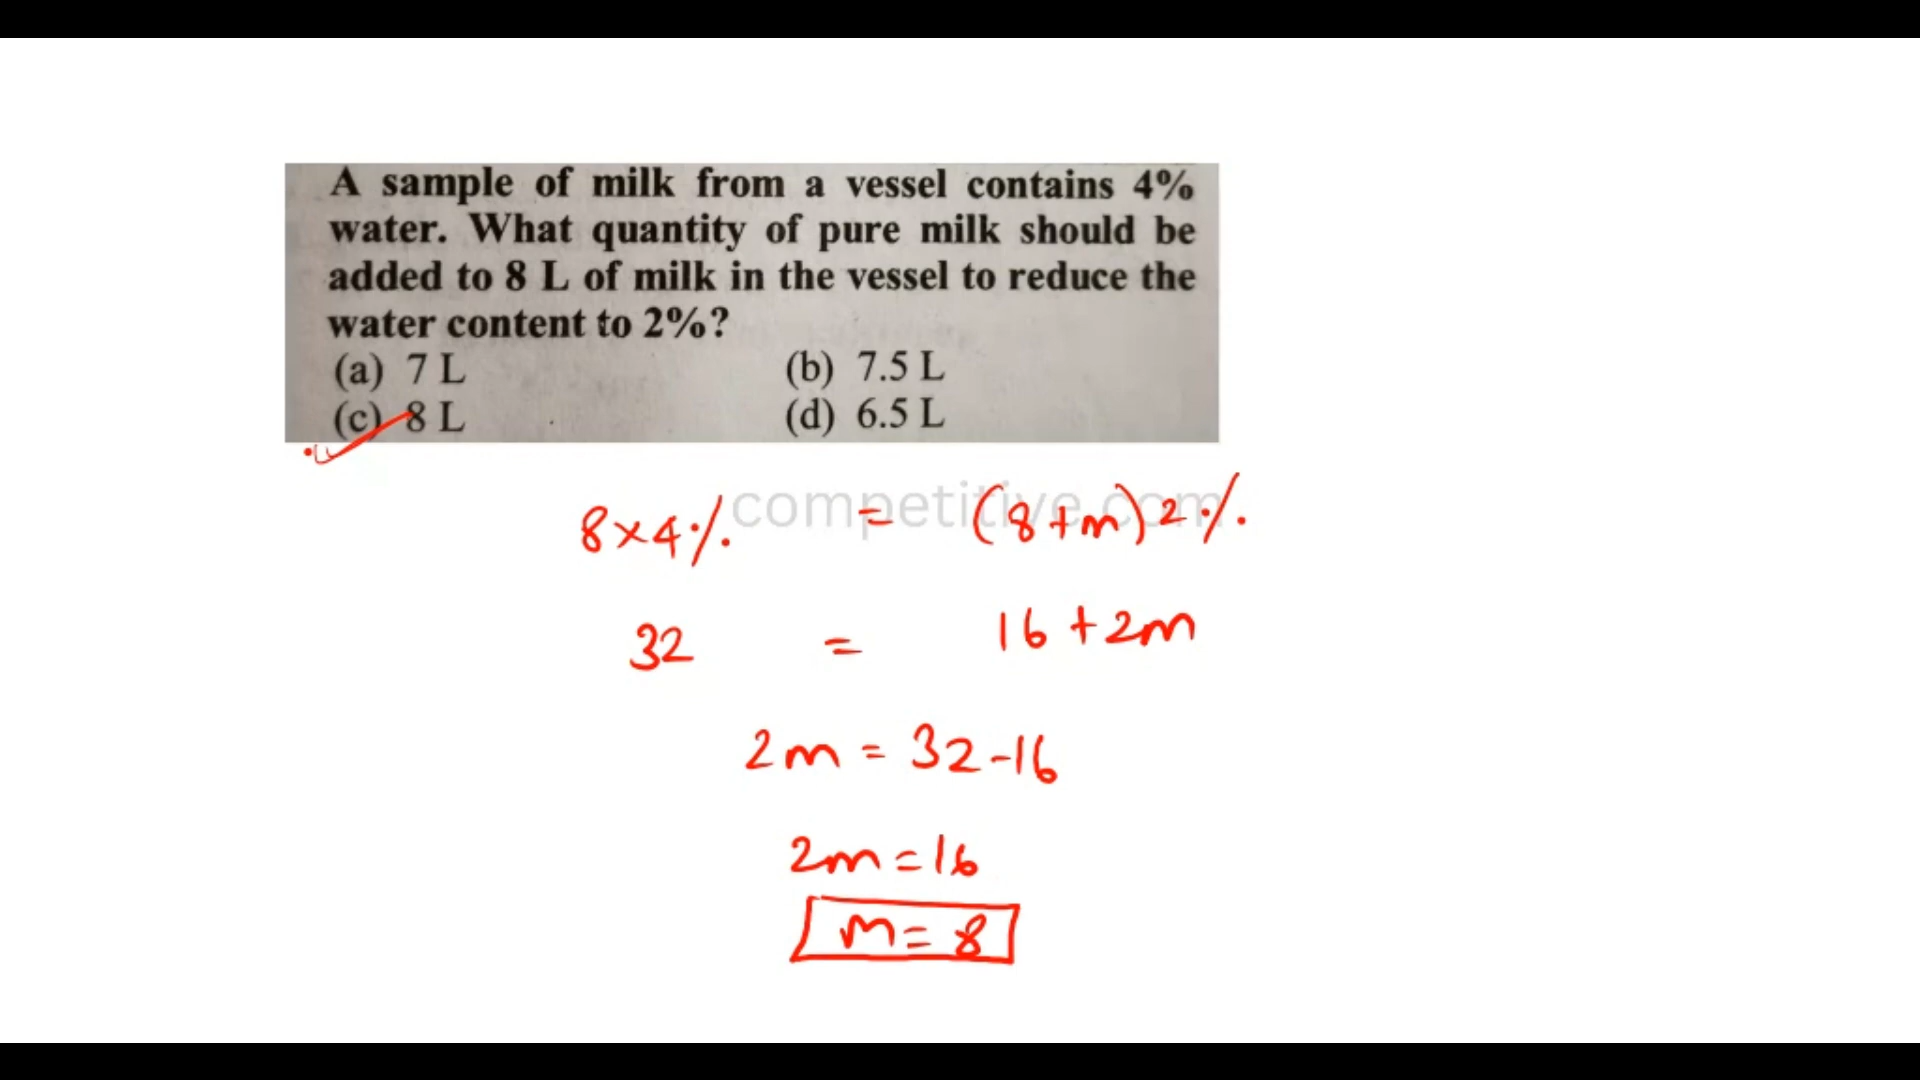 A sample of milk from a vessel contains 4%
water. What quantity of pure milk should be
added to 8 L of milk in the vessel to reduce the
water content to 2%?
(a) 7 L (b) 7.5 L
(c) 8 L (d) 6.5 L
competitive.com
8×4% = (8+m)2%
32 = 16+2m
2m = 32-16
2m=16
m=8